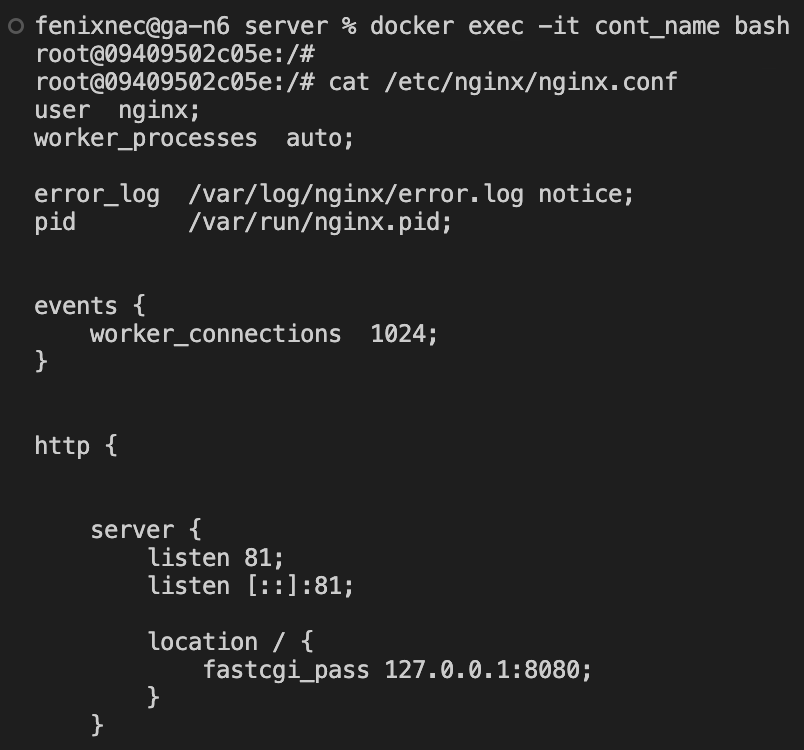 fenixnec@ga-n6 server % docker exec -it cont_name bash
root@09409502c05e:/#
root@09409502c05e:/# cat /etc/nginx/nginx.conf
user  nginx;
worker_processes  auto;

error_log  /var/log/nginx/error.log notice;
pid        /var/run/nginx.pid;


events {
    worker_connections  1024;
}


http {


    server {
        listen 81;
        listen [::]:81;

        location / {
            fastcgi_pass 127.0.0.1:8080;
        }
    }